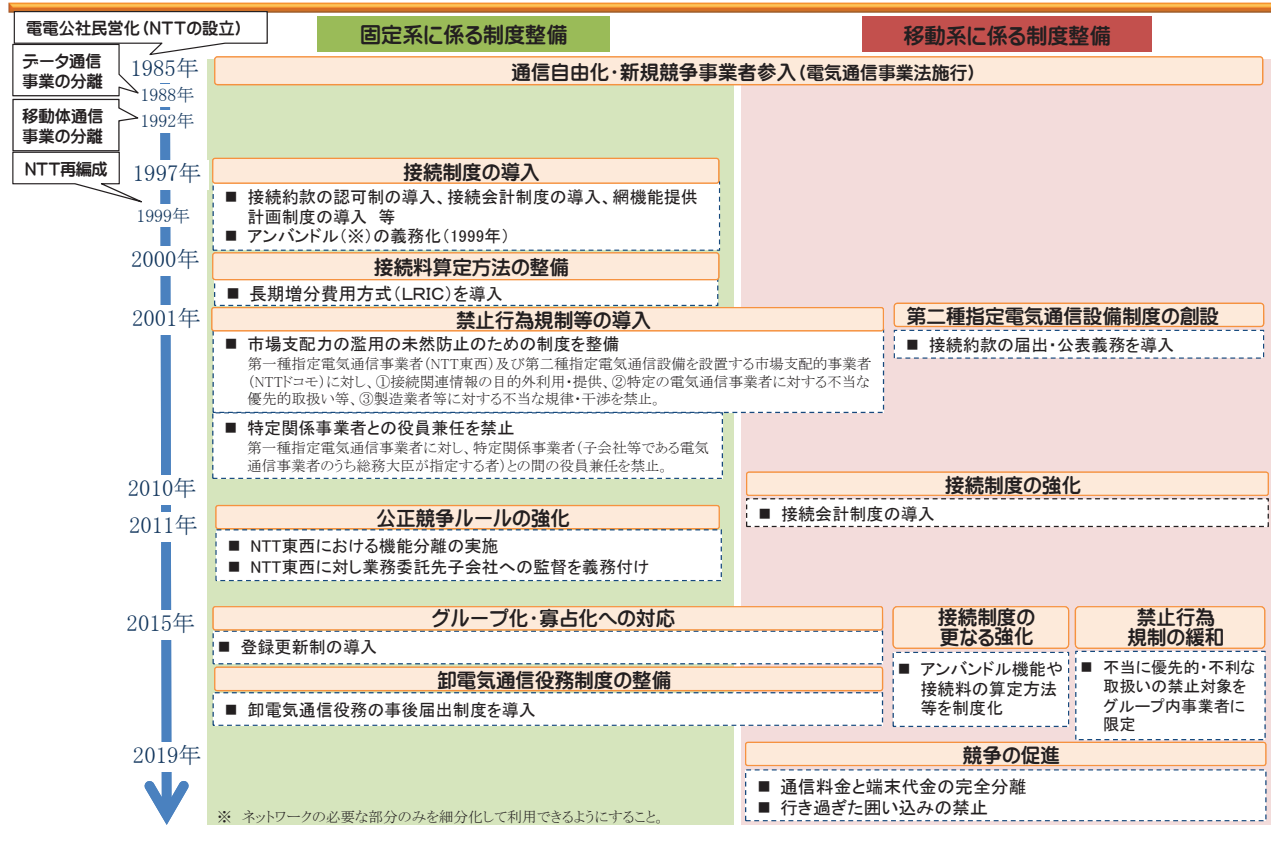 電電公社民営化(NTTの設立)
固定系に係る制度整備
移動系に係る制度整備
データ通信
事業の分離
1985年
通信自由化・新規競争事業者参入(電気通信事業法施行)
1988年
移動体通信
事業の分離
1992年
NTT再編成
1997年
接続制度の導入
■ 接続約款の認可制の導入、接続会計制度の導入、網機能提供
計画制度の導入 等
■ アンバンドル(※)の義務化(1999年)
1999年
2000年
接続料算定方法の整備
■ 長期増分費用方式(LRIC)を導入
2001年
禁止行為規制等の導入
■ 市場支配力の濫用の未然防止のための制度を整備
第一種指定電気通信事業者(NTT東西)及び第二種指定電気通信設備を設置する市場支配的事業者
(NTTドコモ)に対し、①接続関連情報の目的外利用・提供、②特定の電気通信事業者に対する不当な
優先的取扱い等、③製造業者等に対する不当な規律・干渉を禁止。
■ 特定関係事業者との役員兼任を禁止
第一種指定電気通信事業者に対し、特定関係事業者(子会社等である電気
通信事業者のうち総務大臣が指定する者)との間の役員兼任を禁止。
第二種指定電気通信設備制度の創設
■ 接続約款の届出・公表義務を導入
2010年
接続制度の強化
■ 接続会計制度の導入
2011年
公正競争ルールの強化
■ NTT東西における機能分離の実施
■ NTT東西に対し業務委託先子会社への監督を義務付け
2015年
グループ化・寡占化への対応
■ 登録更新制の導入
卸電気通信役務制度の整備
■ 卸電気通信役務の事後届出制度を導入
接続制度の
更なる強化
■ アンバンドル機能や
接続料の算定方法
等を制度化
禁止行為
規制の緩和
■ 不当に優先的・不利な
取扱いの禁止対象を
グループ内事業者に
限定
2019年
競争の促進
■ 通信料金と端末代金の完全分離
■ 行き過ぎた囲い込みの禁止
※ ネットワークの必要な部分のみを細分化して利用できるようにすること。